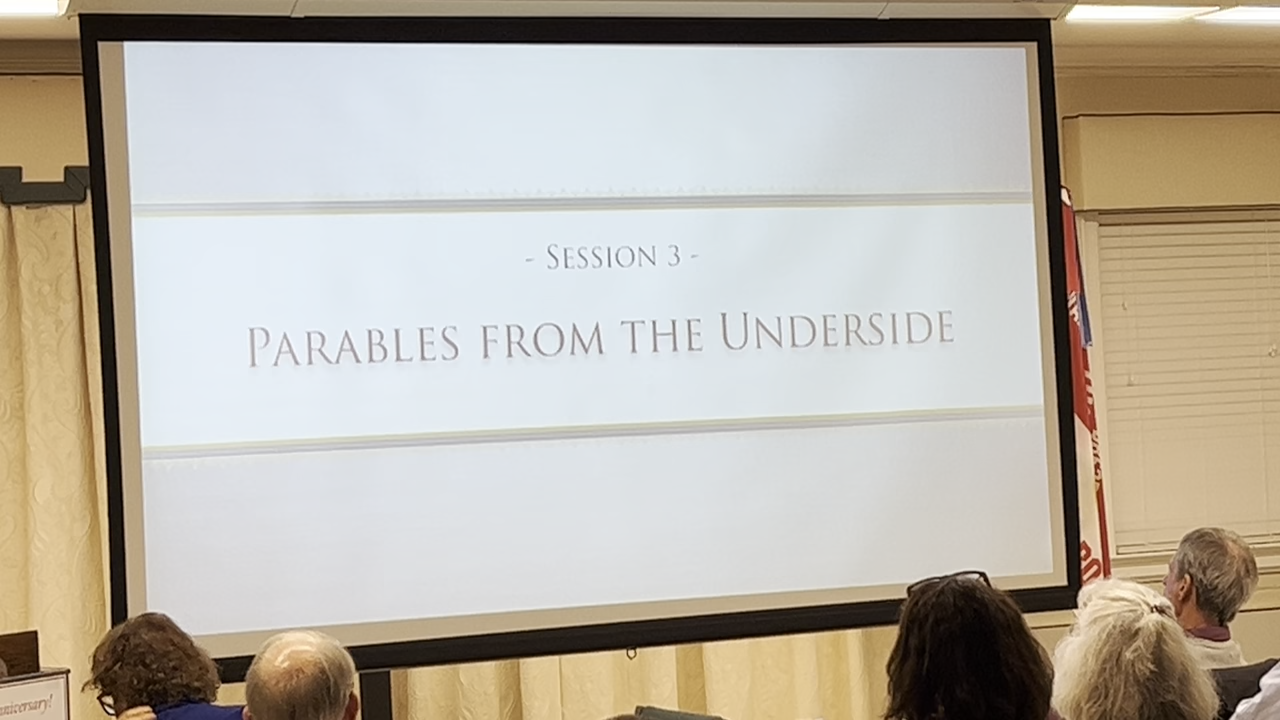 - SESSION 3 -
PARABLES FROM THE UNDERSIDE